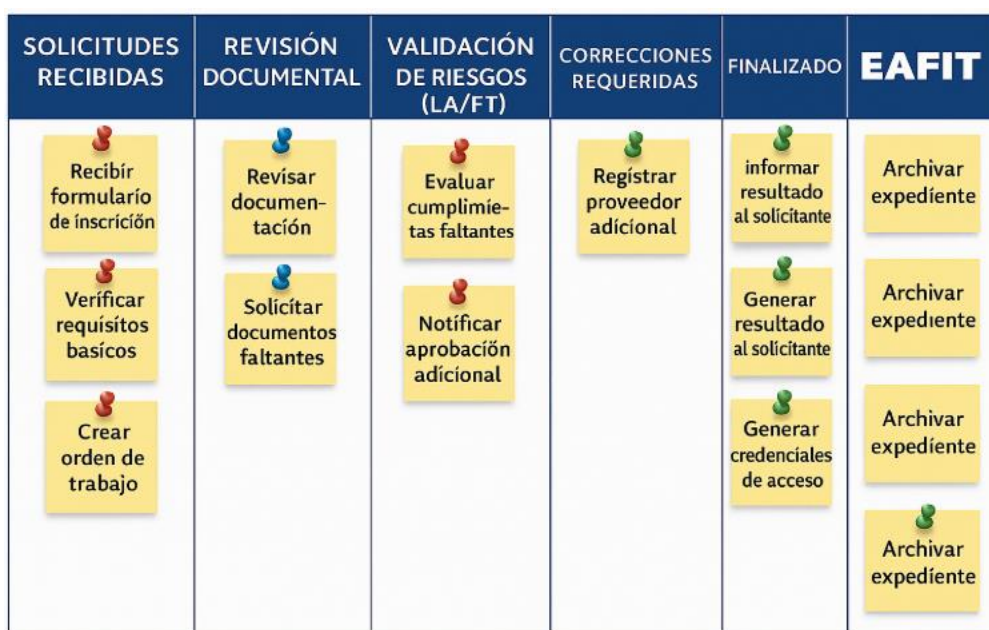 SOLICITUDES
RECIBIDAS
REVISIÓN
DOCUMENTAL
VALIDACIÓN
DE RIESGOS
(LA/FT)
CORRECCIONES
REQUERIDAS
FINALIZADO
EAFIT
Recibir
formulario
de inscrición
Verificar
requisitos
basicos
Crear
orden de
trabajo
Revisar
documen-
tación
Solicitar
documentos
faltantes
Evaluar
cumplimie-
tas faltantes
Notificar
aprobación
adicional
Registrar
proveedor
adicional
informar
resultado
al solicitante
Generar
resultado
al solicitante
Generar
credenciales
de acceso
Archivar
expediente
Archivar
expediente
Archivar
expediente
Archivar
expediente